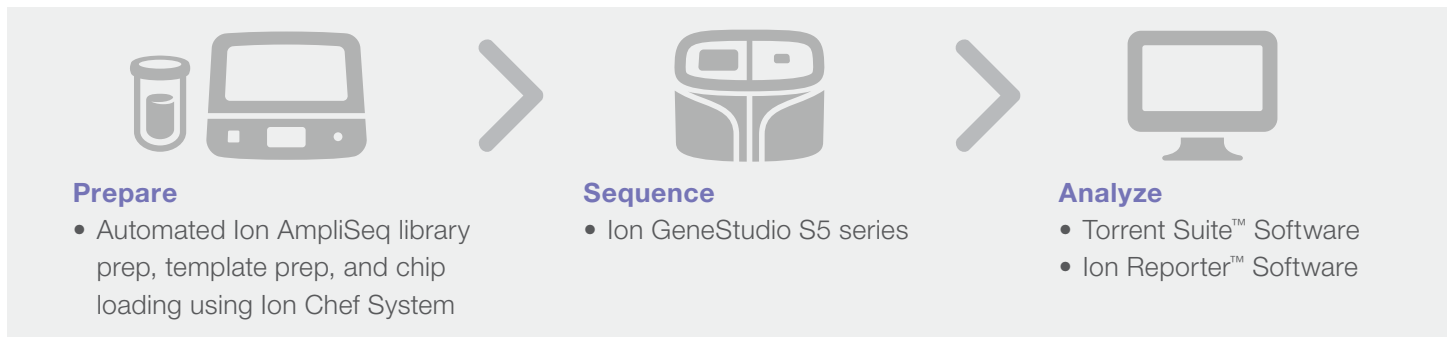 Prepare
• Automated Ion AmpliSeq library
prep, template prep, and chip
loading using Ion Chef System
Sequence
• Ion GeneStudio S5 series
Analyze
• Torrent Suite™ Software
• Ion Reporter™ Software